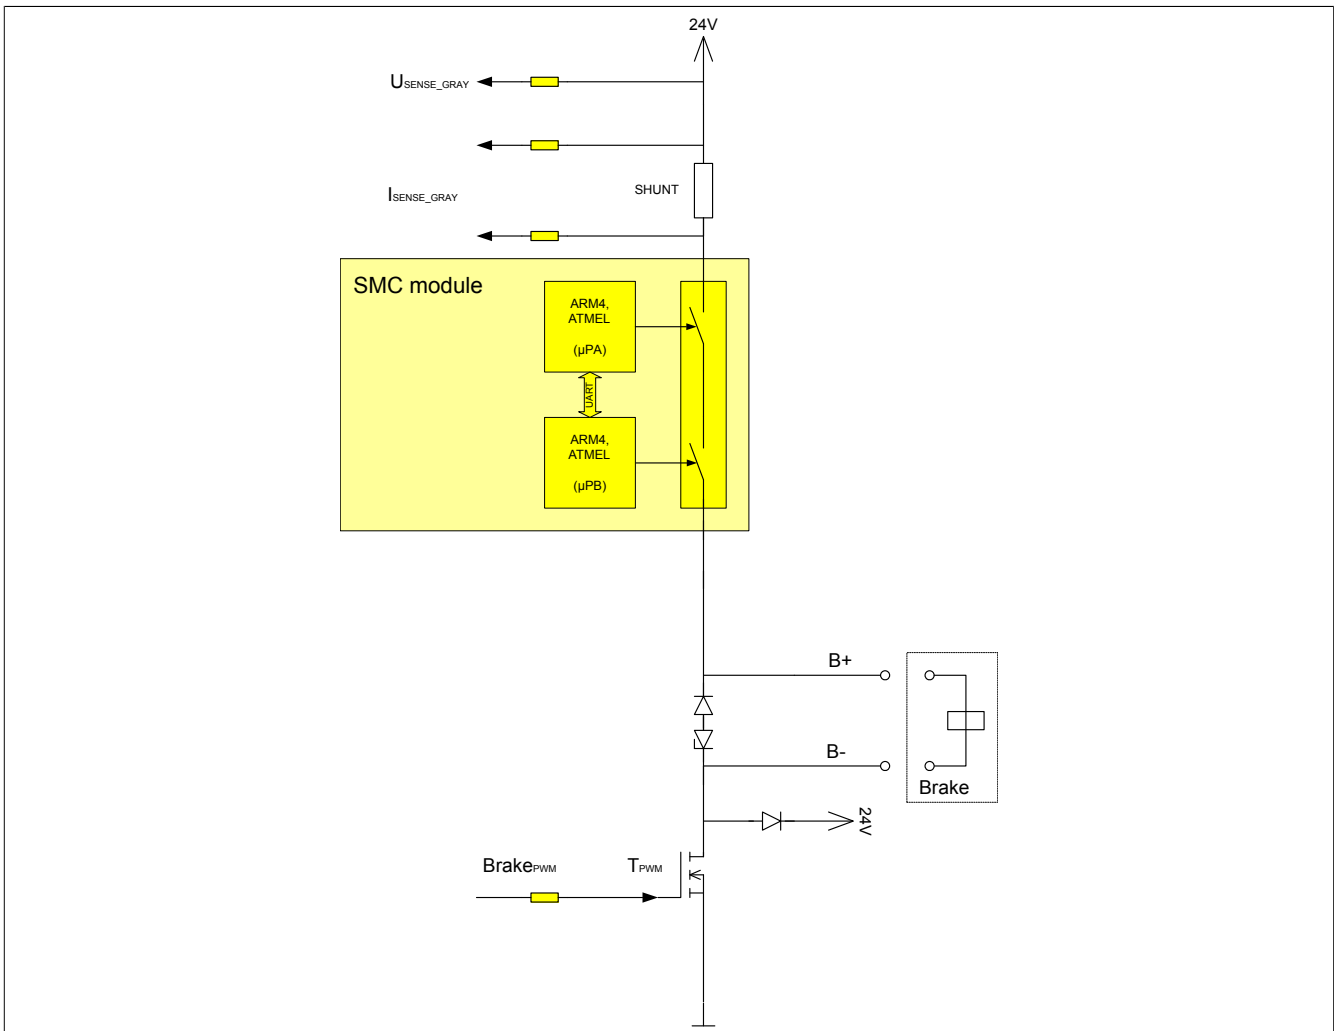 24V
USENSE_GRAY
SHUNT
ISENSE_GRAY
SMC module
ARM4,
ATMEL
(µPA)
UART
ARM4,
ATMEL
(µPB)
B+
B-
Brake
24V
BrakePWM
TPWM